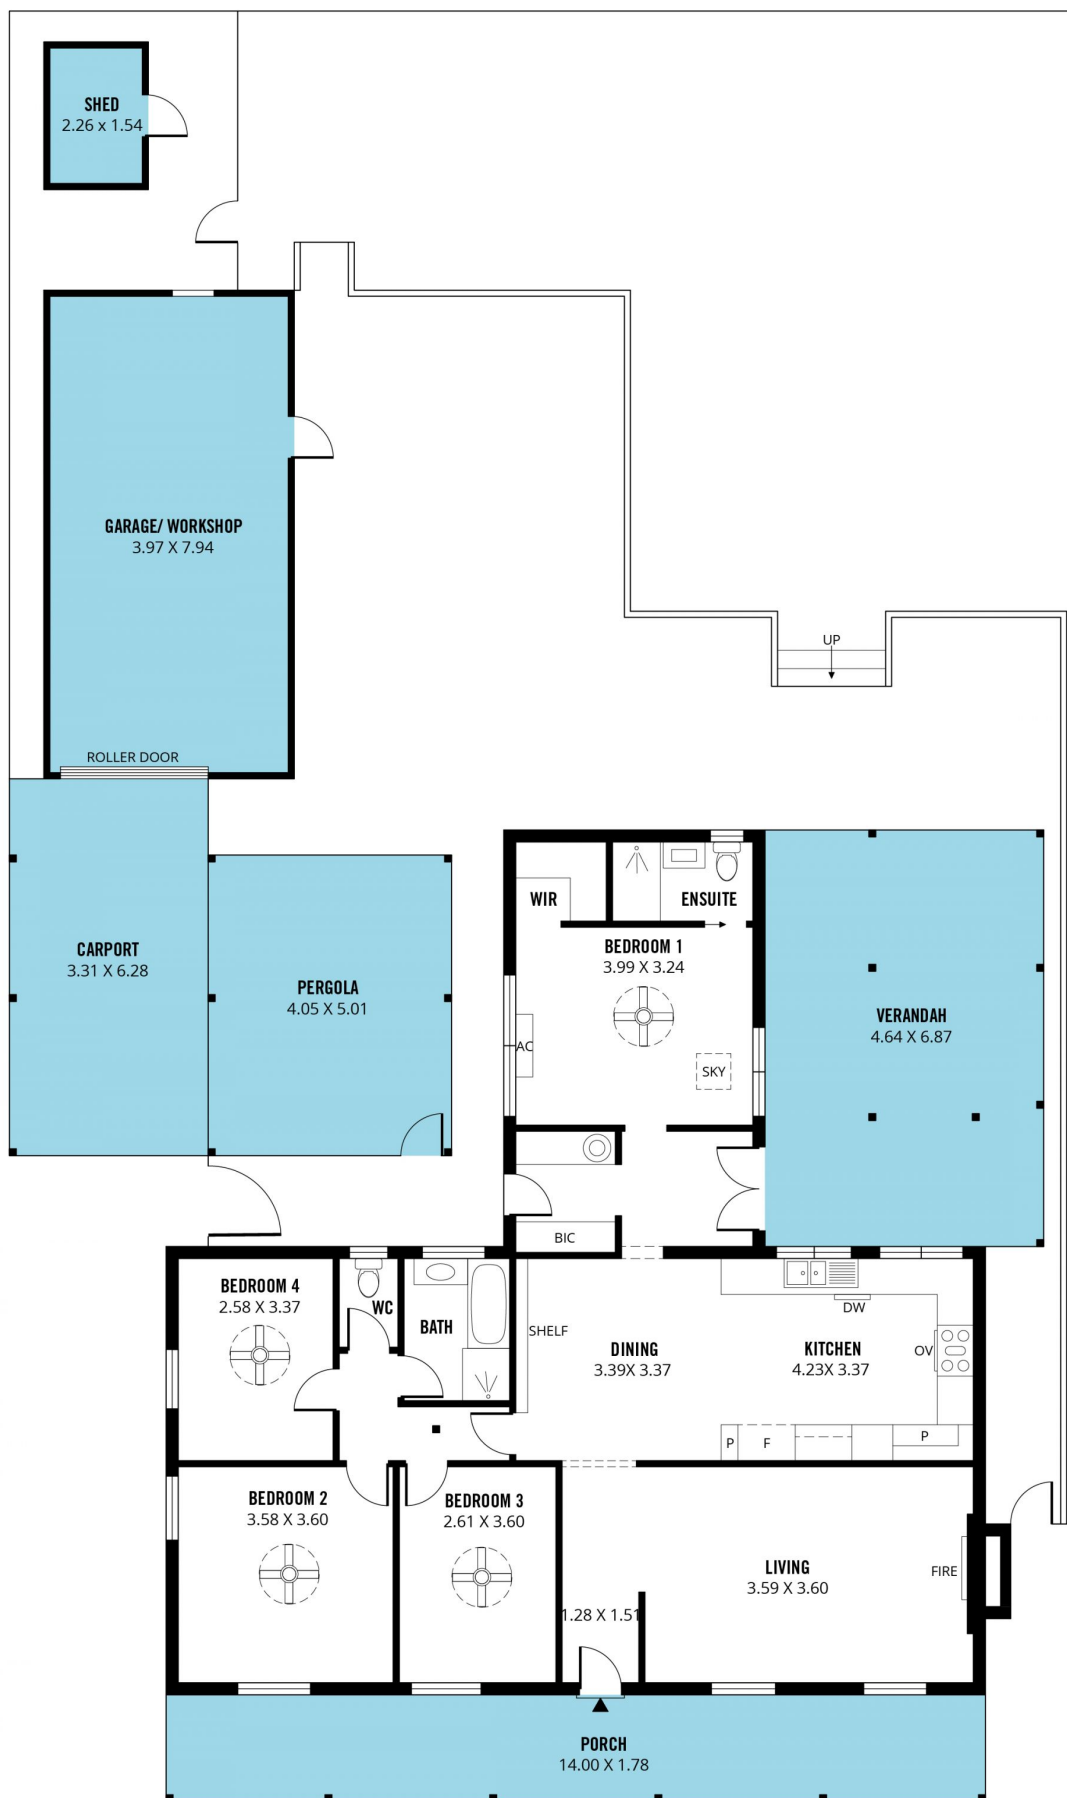 SHED
2.26 x 1.54
GARAGE/ WORKSHOP
3.97 X 7.94
UP
ROLLER DOOR
CARPORT
3.31 X 6.28
PERGOLA
4.05 X 5.01
WIR
ENSUITE
BEDROOM 1
3.99 X 3.24
AC
SKY
VERANDAH
4.64 X 6.87
BIC
BEDROOM 4
2.58 X 3.37
WC
BATH
SHELF
DINING
3.39X 3.37
DW
KITCHEN
4.23X 3.37
OV
P
F
P
BEDROOM 2
3.58 X 3.60
BEDROOM 3
2.61 X 3.60
LIVING
3.59 X 3.60
FIRE
1.28 X 1.51
PORCH
14.00 X 1.78